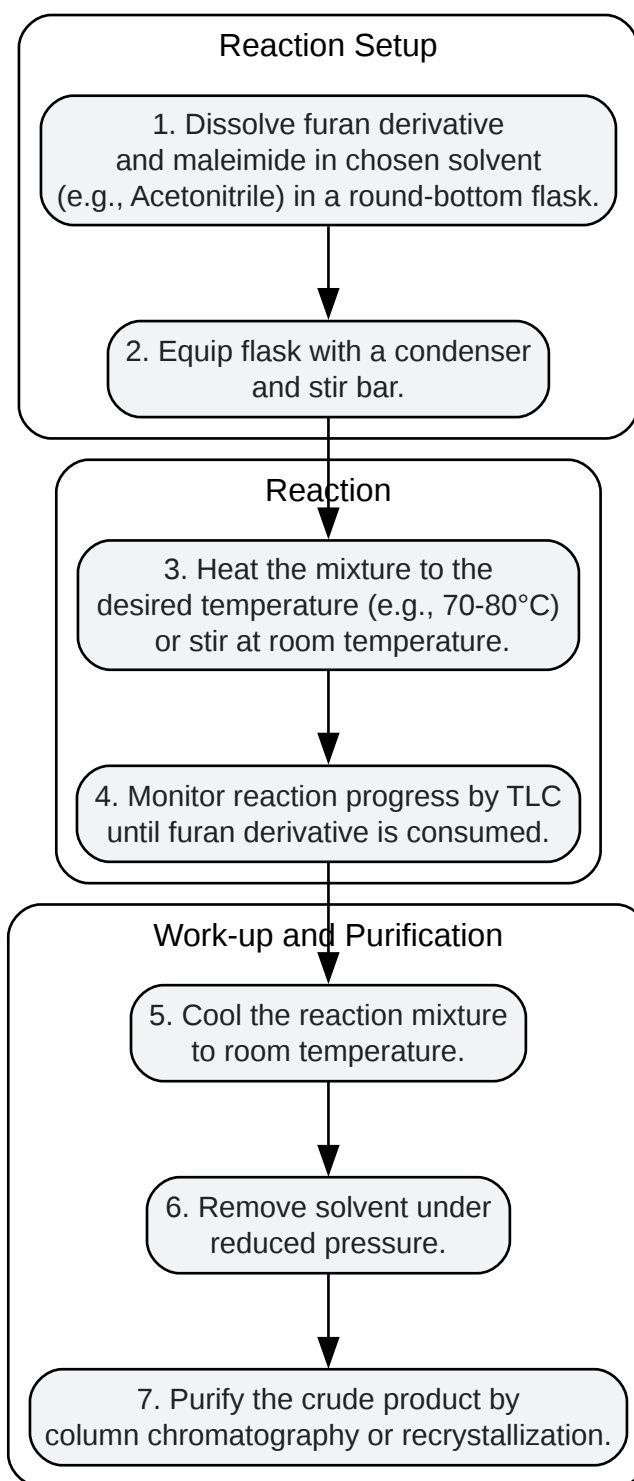 Reaction Setup
1. Dissolve furan derivative
and maleimide in chosen solvent
(e.g., Acetonitrile) in a round-bottom flask.
2. Equip flask with a condenser
and stir bar.
Reaction
3. Heat the mixture to the
desired temperature (e.g., 70-80°C)
or stir at room temperature.
4. Monitor reaction progress by TLC
until furan derivative is consumed.
Work-up and Purification
5. Cool the reaction mixture
to room temperature.
6. Remove solvent under
reduced pressure.
7. Purify the crude product by
column chromatography or recrystallization.